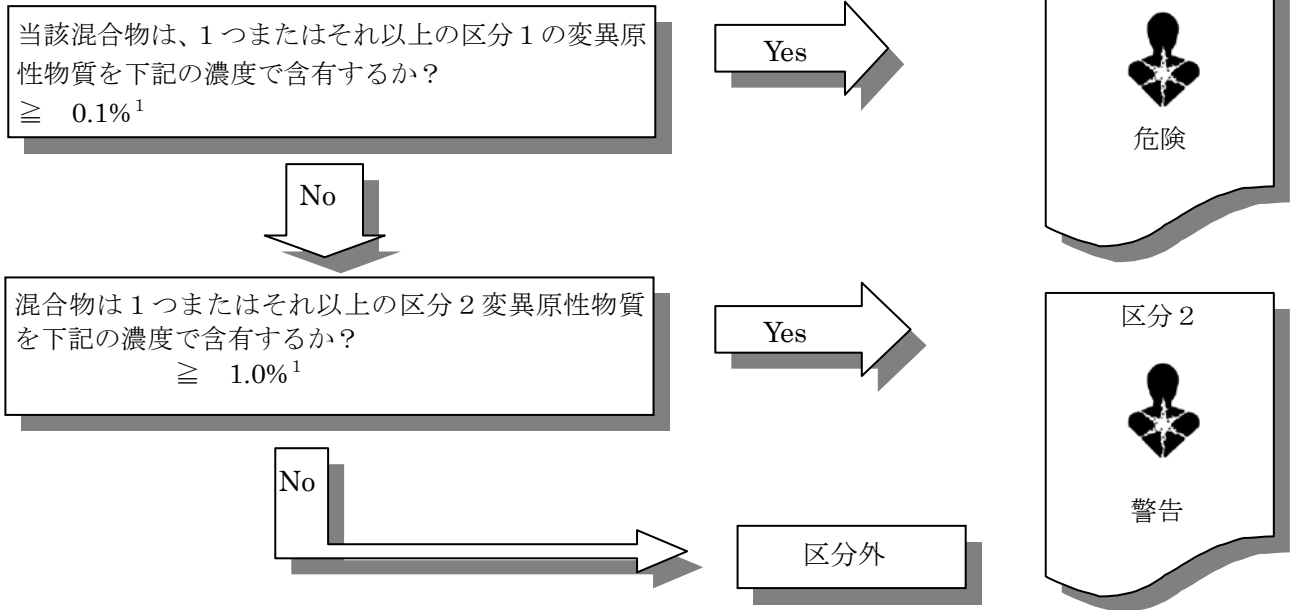 当該混合物は、１つまたはそれ以上の区分１の変異原
性物質を下記の濃度で含有するか？
≧ 0.1%1
Yes
危険
No
混合物は１つまたはそれ以上の区分２変異原性物質
を下記の濃度で含有するか？
≧ 1.0%1
Yes
区分２
警告
No
区分外